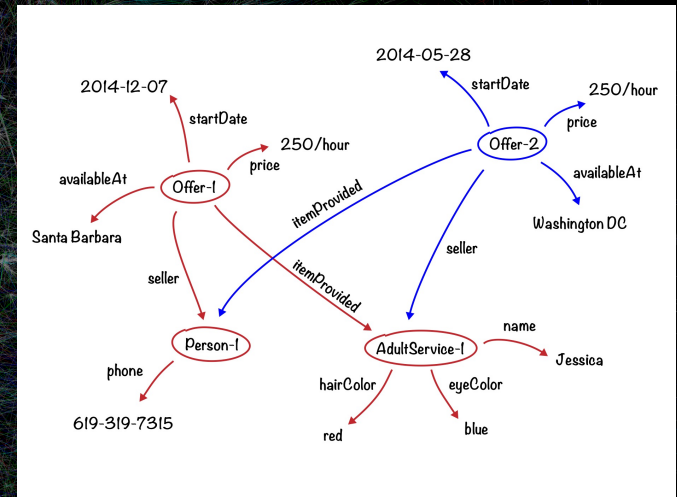 2014-05-28
2014-12-07
startDate
250/hour
startDate
price
250/hour
Offer-2
price
availableAt
Offer-1
availableAt
itemProvided
Washington DC
Santa Barbara
seller
itemProvided
seller
name
Person-1
AdultService-1
Jessica
phone
hairColor
eyeColor
619-319-7315
red
blue